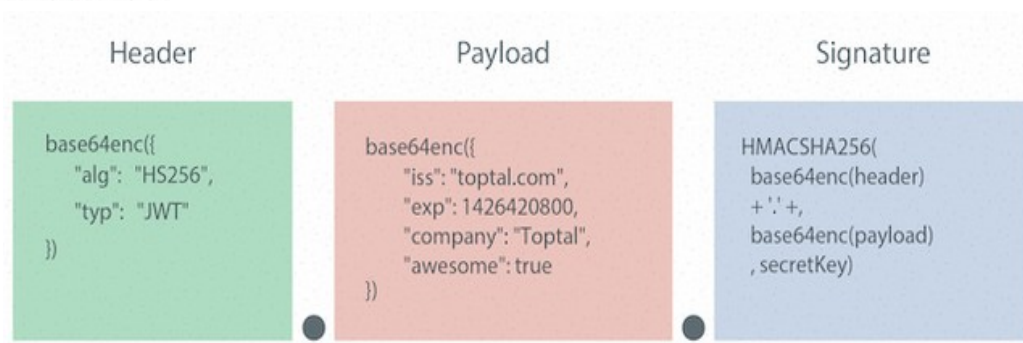 Header
base64enc({
"alg": "HS256",
"typ": "JWT"
})
Payload
base64enc({
"iss": "toptal.com",
"exp": 1426420800,
"company": "Toptal",
"awesome": true
})
Signature
HMACSHA256(
base64enc(header)
+ '.' +,
base64enc(payload)
, secretKey)